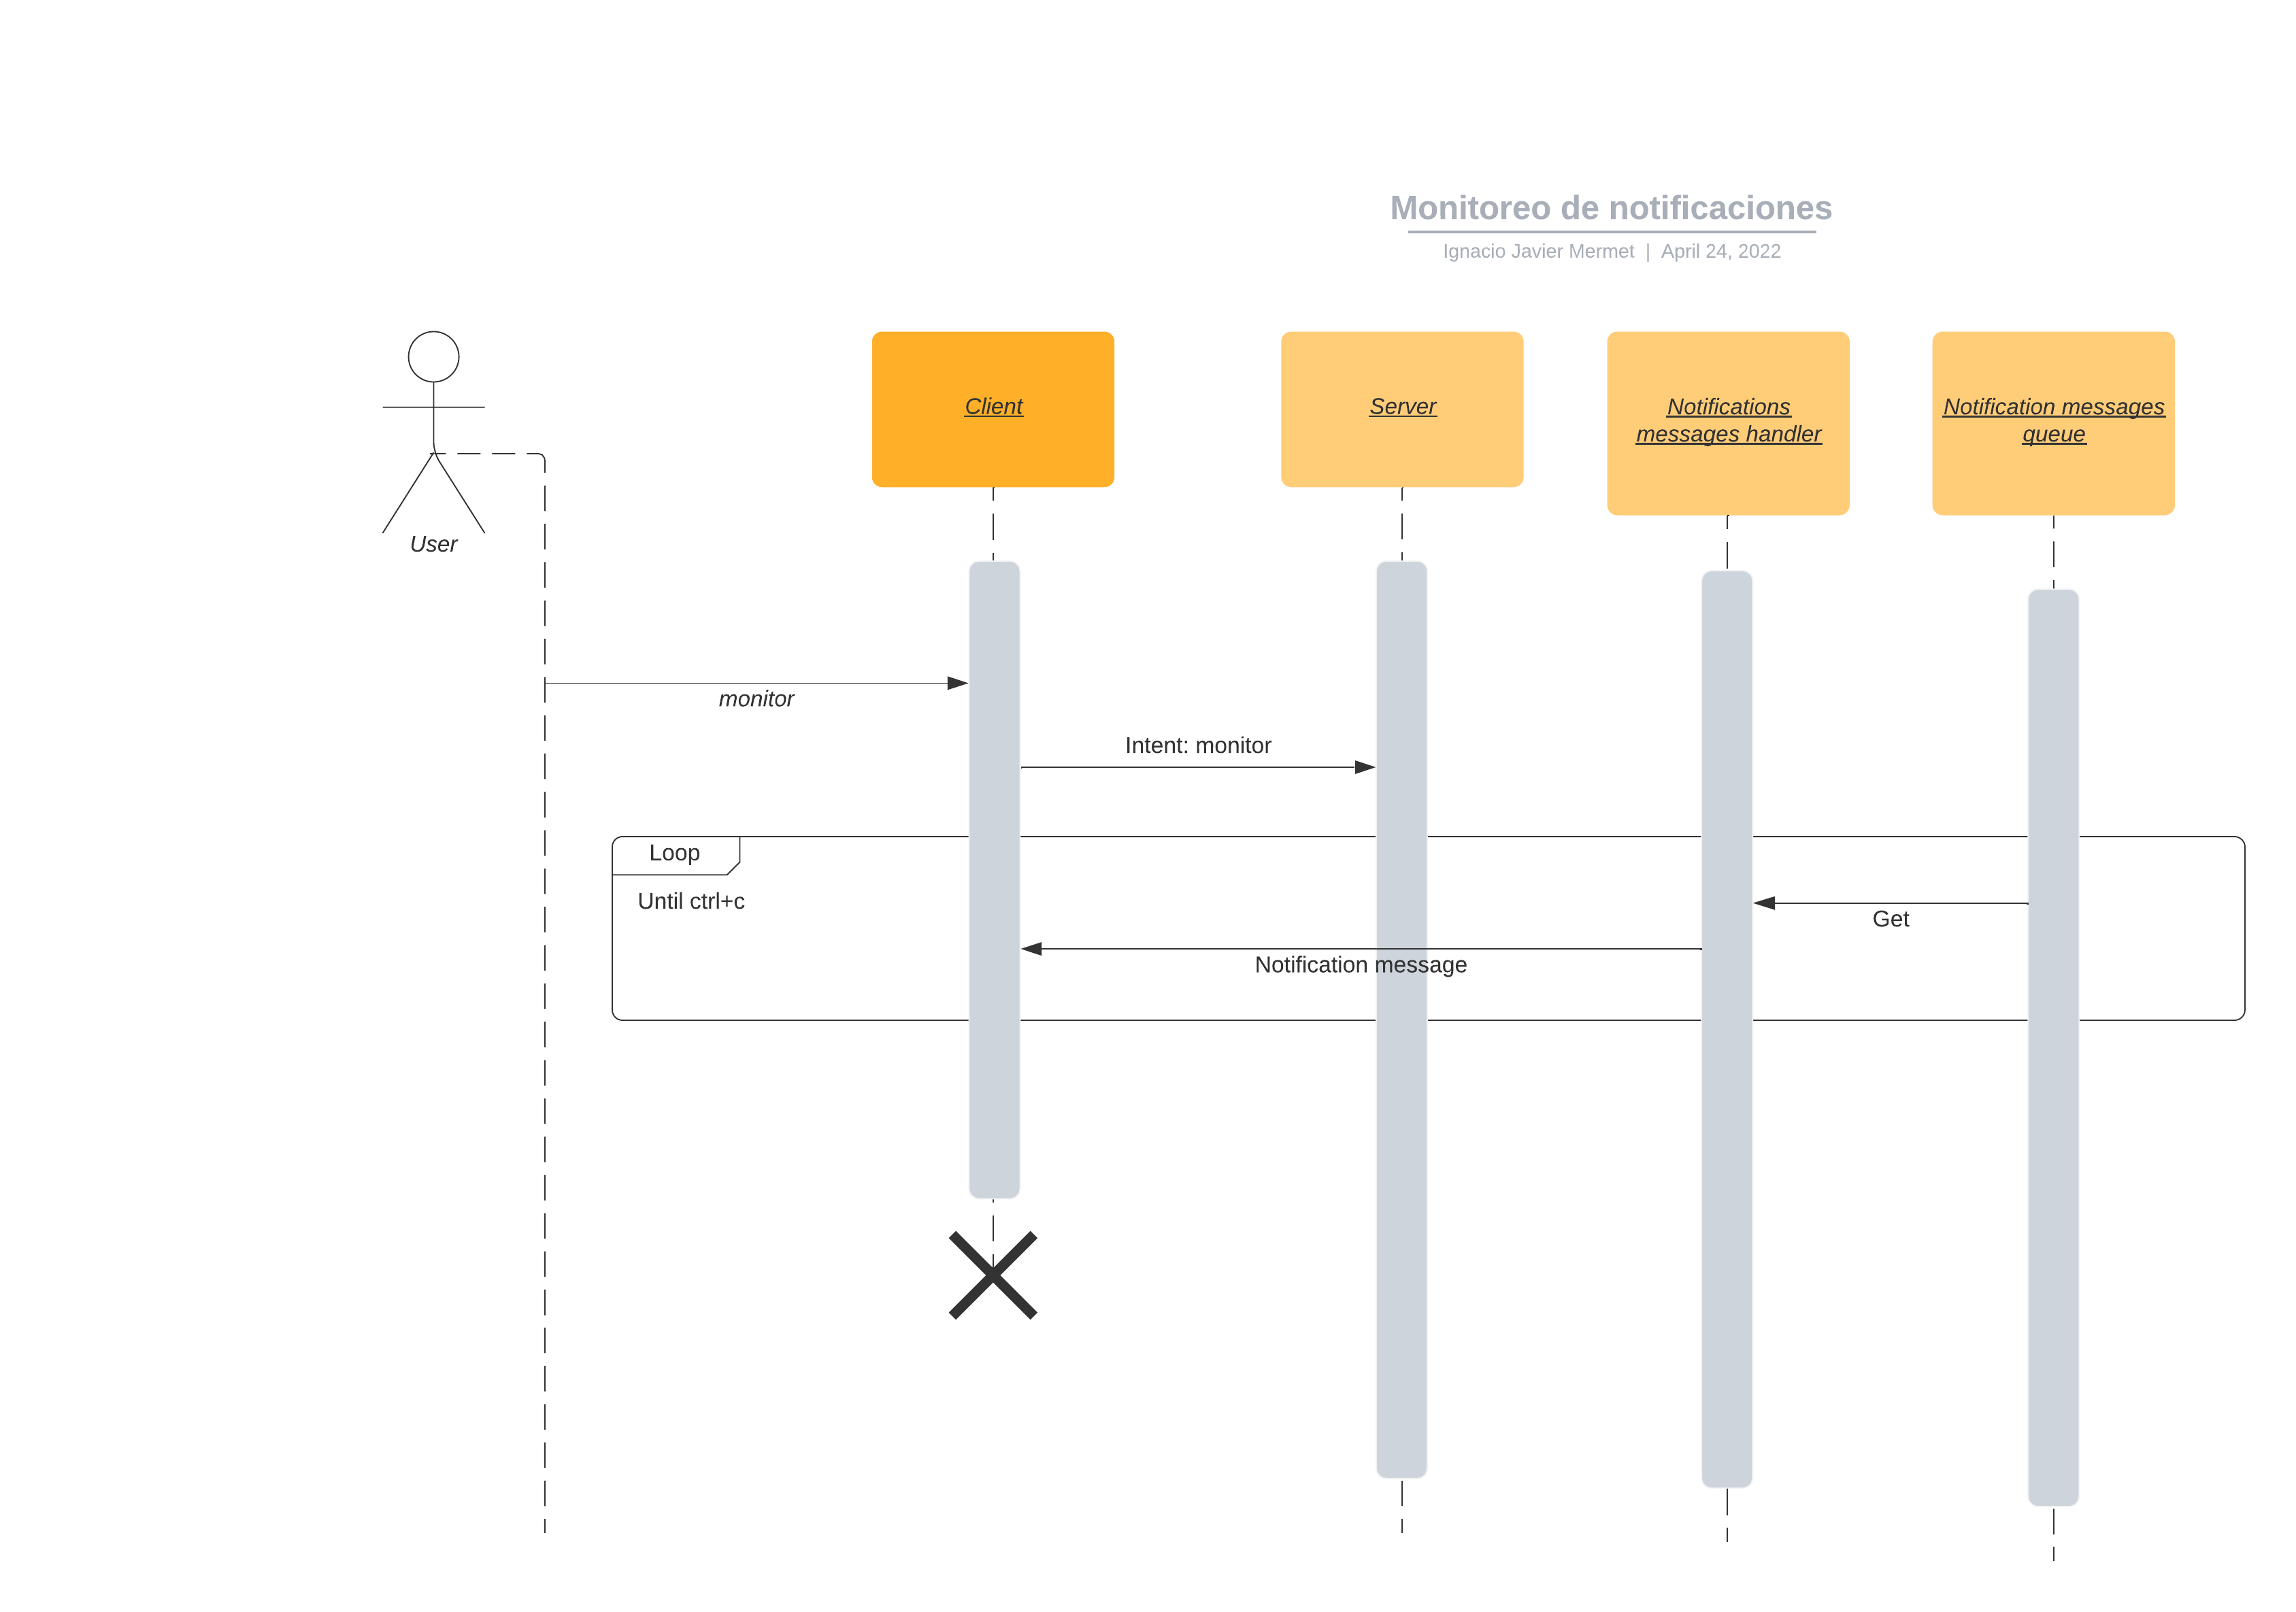 Monitoreo de notificaciones
Ignacio Javier Mermet | April 24, 2022
User
Client
Server
Notifications
messages handler
Notification messages
queue
monitor
Intent: monitor
Loop
Until ctrl+c
Get
Notification message